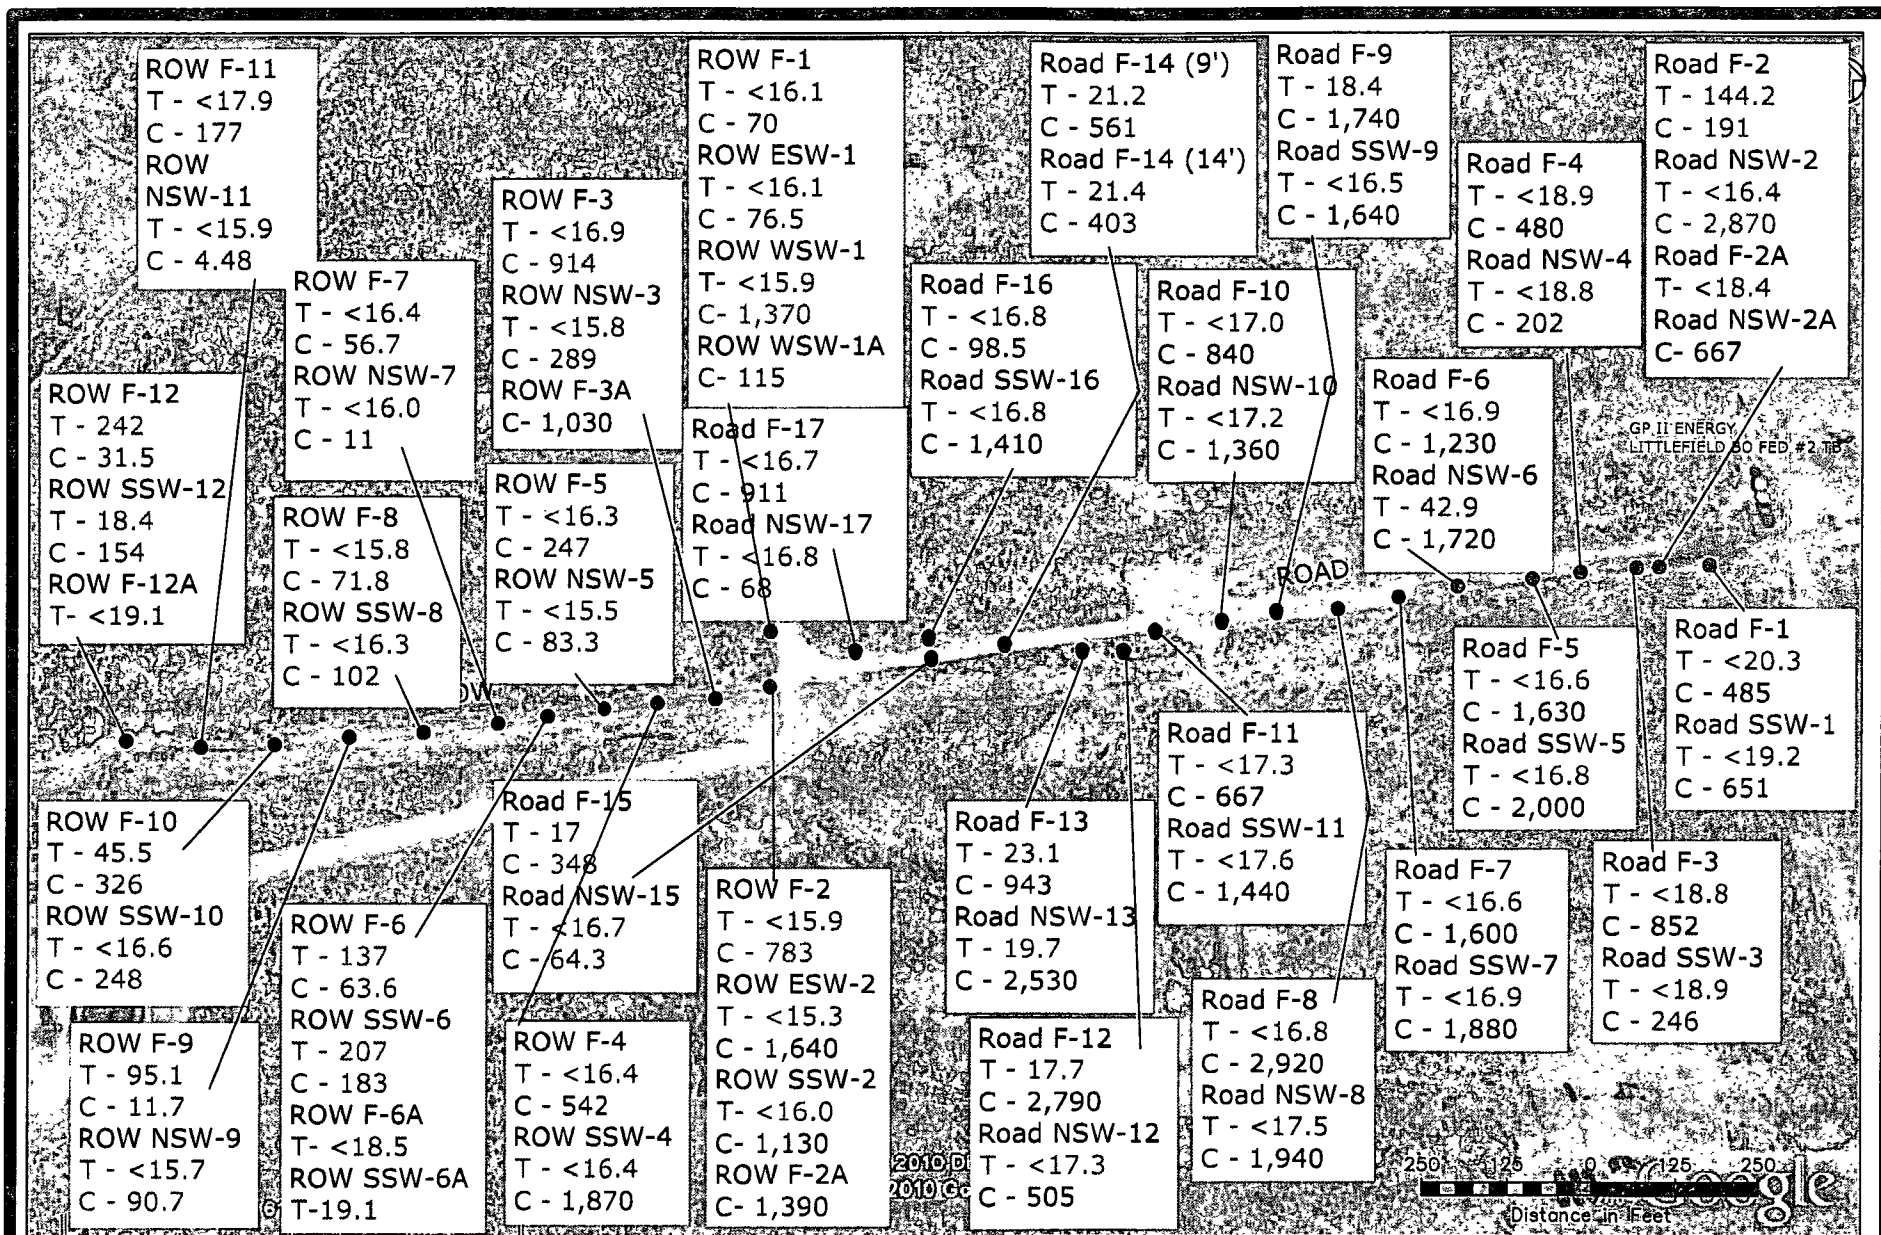 ROW F-11
T - <17.9
C - 177
ROW
NSW-11
T - <15.9
C - 4.48
ROW F-7
T - <16.4
C - 56.7
ROW NSW-7
T - <16.0
C - 11
ROW F-3
T - <16.9
C - 914
ROW NSW-3
T - <15.8
C - 289
ROW F-3A
C- 1,030
ROW F-1
T - <16.1
C - 70
ROW ESW-1
T - <16.1
C - 76.5
ROW WSW-1
T- <15.9
C- 1,370
ROW WSW-1A
C- 115
Road F-14 (9')
T - 21.2
C - 561
Road F-14 (14')
T - 21.4
C - 403
Road F-9
T - 18.4
C - 1,740
Road SSW-9
T - <16.5
C - 1,640
Road F-4
T - <18.9
C - 480
Road NSW-4
T - <18.8
C - 202
Road F-2
T - 144.2
C - 191
Road NSW-2
T - <16.4
C - 2,870
Road F-2A
T- <18.4
Road NSW-2A
C- 667
ROW F-12
T - 242
C - 31.5
ROW SSW-12
T - 18.4
C - 154
ROW F-12A
T- <19.1
ROW F-8
T - <15.8
C - 71.8
ROW SSW-8
T - <16.3
C - 102
ROW F-5
T - <16.3
C - 247
ROW NSW-5
T - <15.5
C - 83.3
Road F-17
T - <16.7
C - 911
Road NSW-17
T - <16.8
C - 68
Road F-16
T - <16.8
C - 98.5
Road SSW-16
T - <16.8
C - 1,410
Road F-10
T - <17.0
C - 840
Road NSW-10
T - <17.2
C - 1,360
Road F-6
T - <16.9
C - 1,230
Road NSW-6
T - 42.9
C - 1,720
GP II ENERGY
LITTLEFIELD BO FED #2 TB
ROAD
OW
ROW F-10
T - 45.5
C - 326
ROW SSW-10
T - <16.6
C - 248
ROW F-9
T - 95.1
C - 11.7
ROW NSW-9
T - <15.7
C - 90.7
ROW F-6
T - 137
C - 63.6
ROW SSW-6
T - 207
C - 183
ROW F-6A
T- <18.5
ROW SSW-6A
T-19.1
Road F-15
T - 17
C - 348
Road NSW-15
T - <16.7
C - 64.3
ROW F-4
T - <16.4
C - 542
ROW SSW-4
T - <16.4
C - 1,870
ROW F-2
T - <15.9
C - 783
ROW ESW-2
T - <15.3
C - 1,640
ROW SSW-2
T- <16.0
C- 1,130
ROW F-2A
C- 1,390
Road F-13
T - 23.1
C - 943
Road NSW-13
T - 19.7
C - 2,530
Road F-12
T - 17.7
C - 2,790
Road NSW-12
T - <17.3
C - 505
Road F-11
T - <17.3
C - 667
Road SSW-11
T - <17.6
C - 1,440
Road F-8
T - <16.8
C - 2,920
Road NSW-8
T - <17.5
C - 1,940
Road F-7
T - <16.6
C - 1,600
Road SSW-7
T - <16.9
C - 1,880
Road F-5
T - <16.6
C - 1,630
Road SSW-5
T - <16.8
C - 2,000
Road F-3
T - <18.8
C - 852
Road SSW-3
T - <18.9
C - 246
Road F-1
T - <20.3
C - 485
Road SSW-1
T - <19.2
C - 651
2010 D
2010 Go
250 125 0 125 250
Distance in Feet
oogle